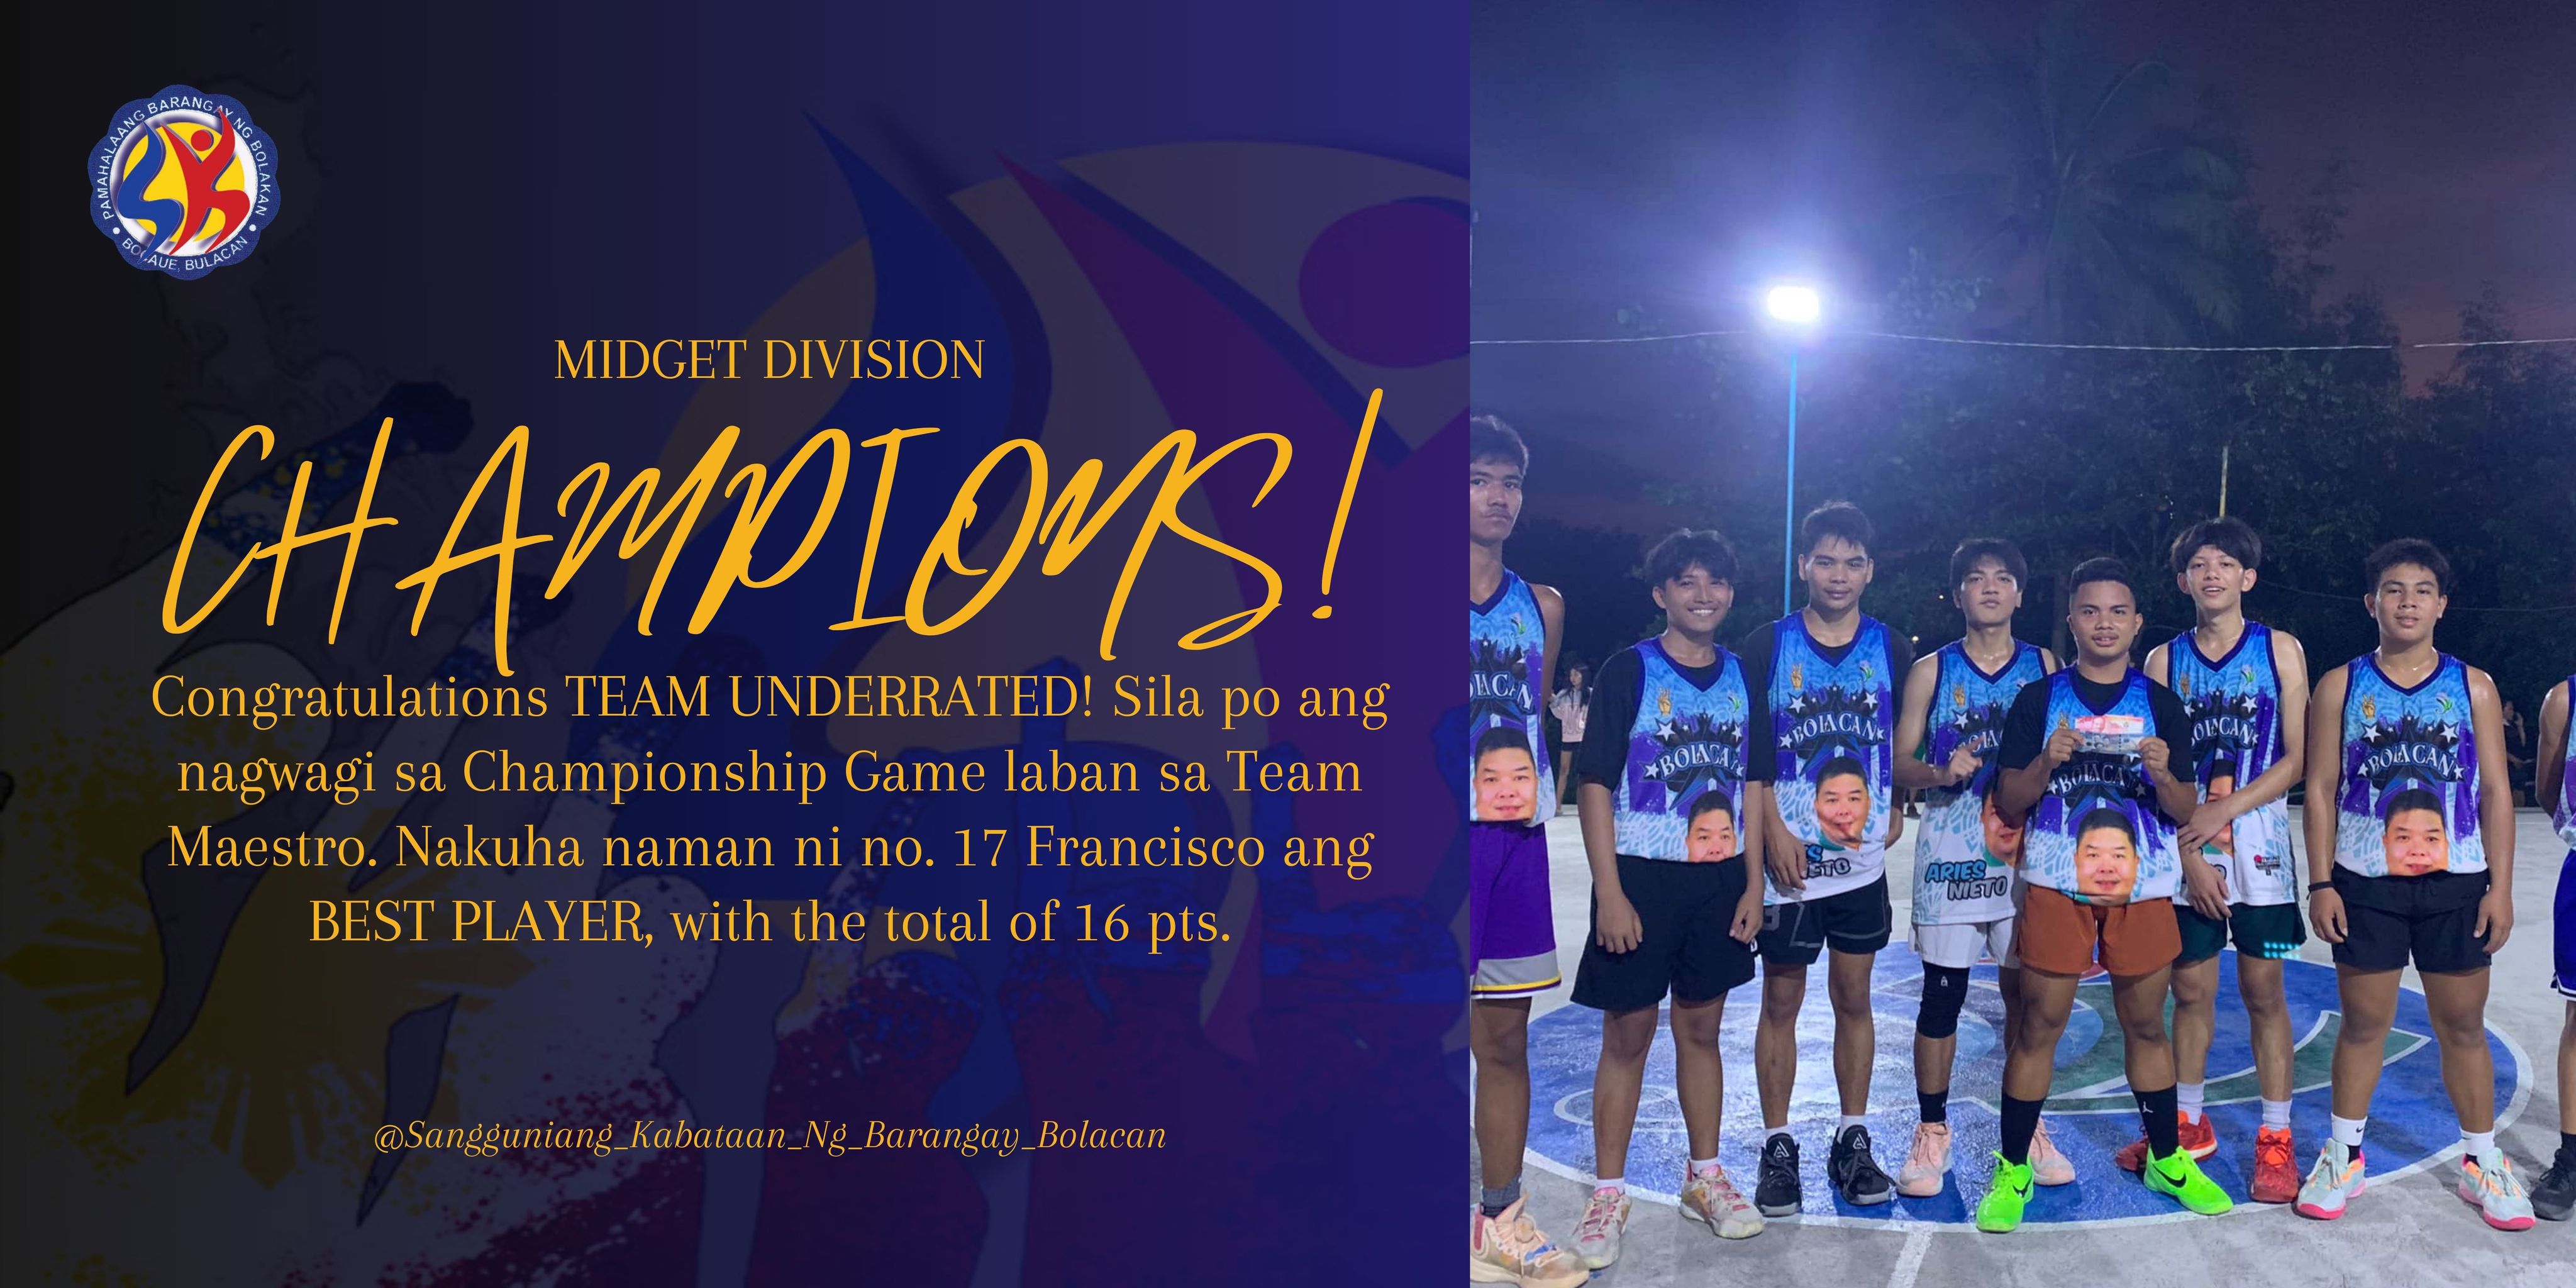 PAMAHALAANG BARANGAY NG BOLAKAN
BOCAUE, BULACAN
MIDGET DIVISION
CHAMPIONS!
Congratulations TEAM UNDERRATED! Sila po ang
nagwagi sa Championship Game laban sa Team
Maestro. Nakuha naman ni no. 17 Francisco ang
BEST PLAYER, with the total of 16 pts.
@Sangguniang_Kabataan_Ng_Barangay_Bolacan
BOLACAN
BOLACAN
BOLACAN
BOLACAN
BOLACAN
ARIES
NIETO
NIETO